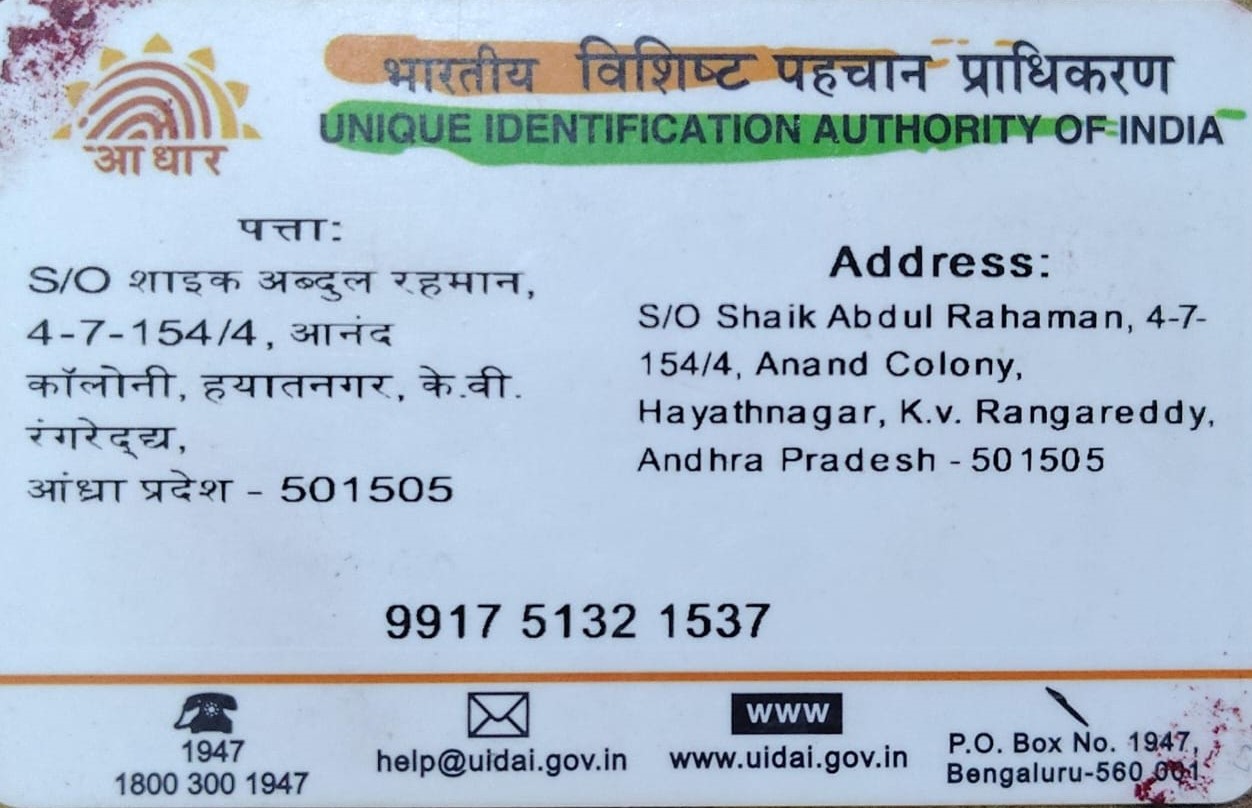 भारतीय विशिष्ट पहचान प्राधिकरण
UNIQUE IDENTIFICATION AUTHORITY OF INDIA
आधार
पत्ता:
S/O शाइक अब्दुल रहमान,
4-7-154/4, आनंद
कॉलोनी, हयातनगर, के.वी.
रंगरेद्द्य,
आंध्रा प्रदेश - 501505
Address:
S/O Shaik Abdul Rahaman, 4-7-
154/4, Anand Colony,
Hayathnagar, K.v. Rangareddy,
Andhra Pradesh - 501505
9917 5132 1537
1947
1800 300 1947
help@uidai.gov.in
WWW
www.uidai.gov.in
P.O. Box No. 1947,
Bengaluru-560 001